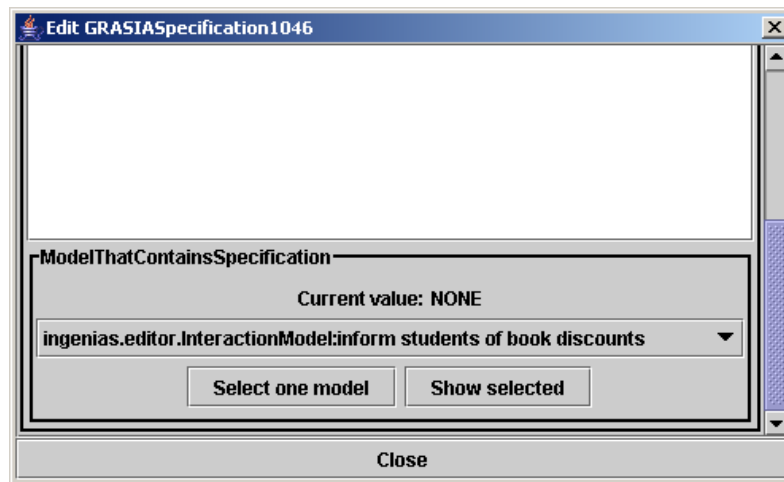 Edit GRASIASpecification1046
ModelThatContainsSpecification
Current value: NONE
ingenias.editor.InteractionModel:inform students of book discounts
Select one model Show selected
Close